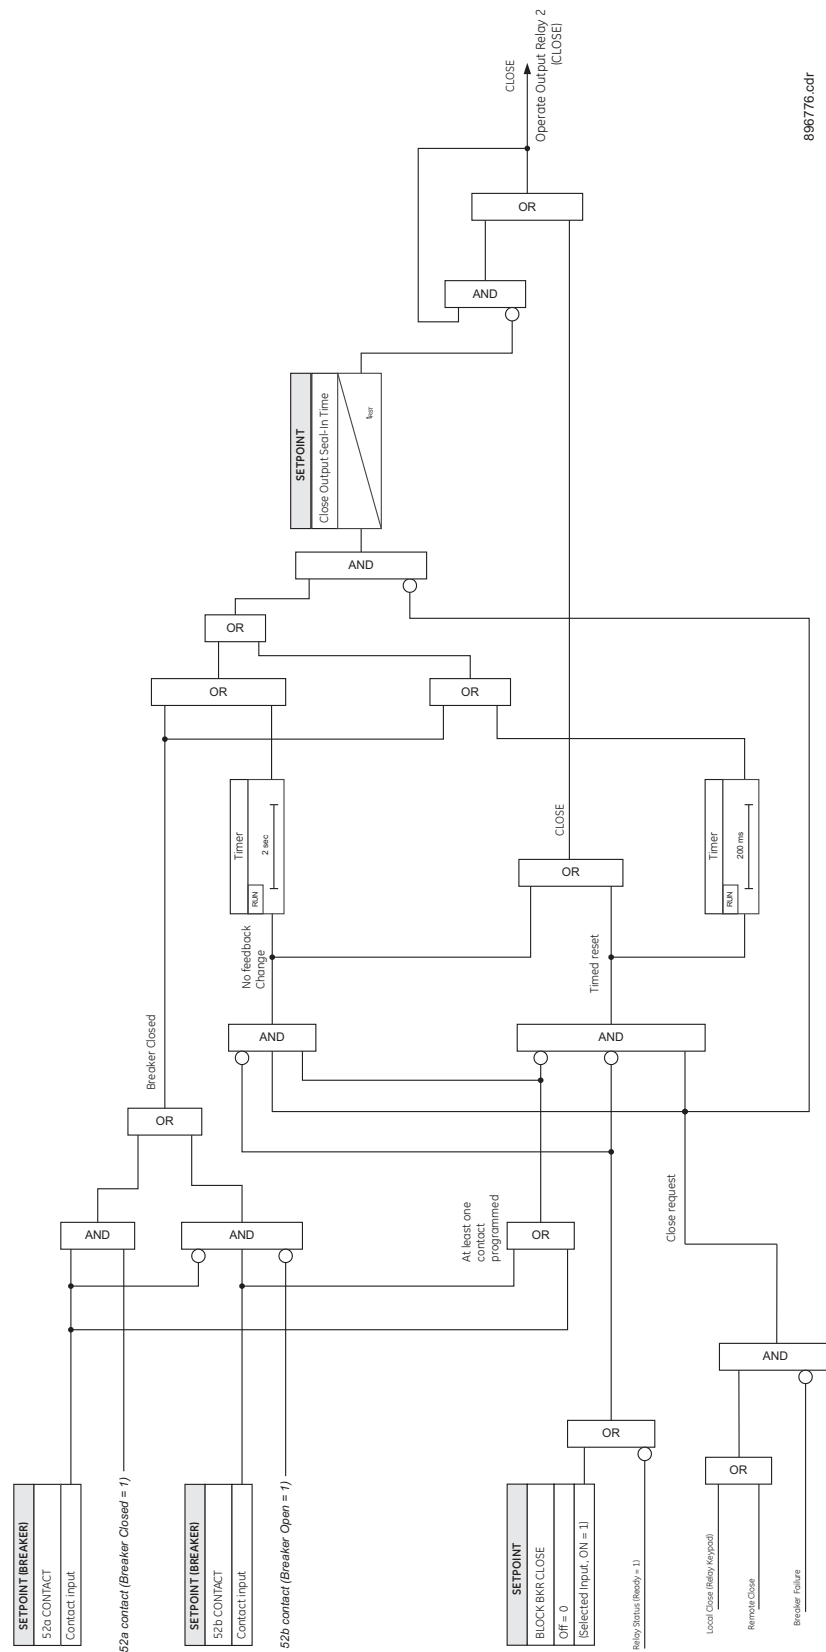 SETPOINT (BREAKER)
52a CONTACT
Contact input
52a contact (Breaker Closed = 1)
SETPOINT (BREAKER)
52b CONTACT
Contact input
52b contact (Breaker Open = 1)
SETPOINT
BLOCK BKR CLOSE
Off = 0
(Selected Input, ON = 1)
Relay Status (Ready = 1)
Local Close (Relay Keypad)
Remote Close
Breaker Failure
OR
OR
AND
Close request
AND
AND
OR
At least one
contact
programmed
OR
Breaker Closed
AND
AND
No feedback
Change
Timed reset
OR
CLOSE
Timer
RUN
2 sec
Timer
RUN
200 ms
OR
OR
OR
AND
SETPOINT
Close Output Seal-In Time
tRST
AND
OR
CLOSE
Operate Output Relay 2
(CLOSE)
896776.cdr